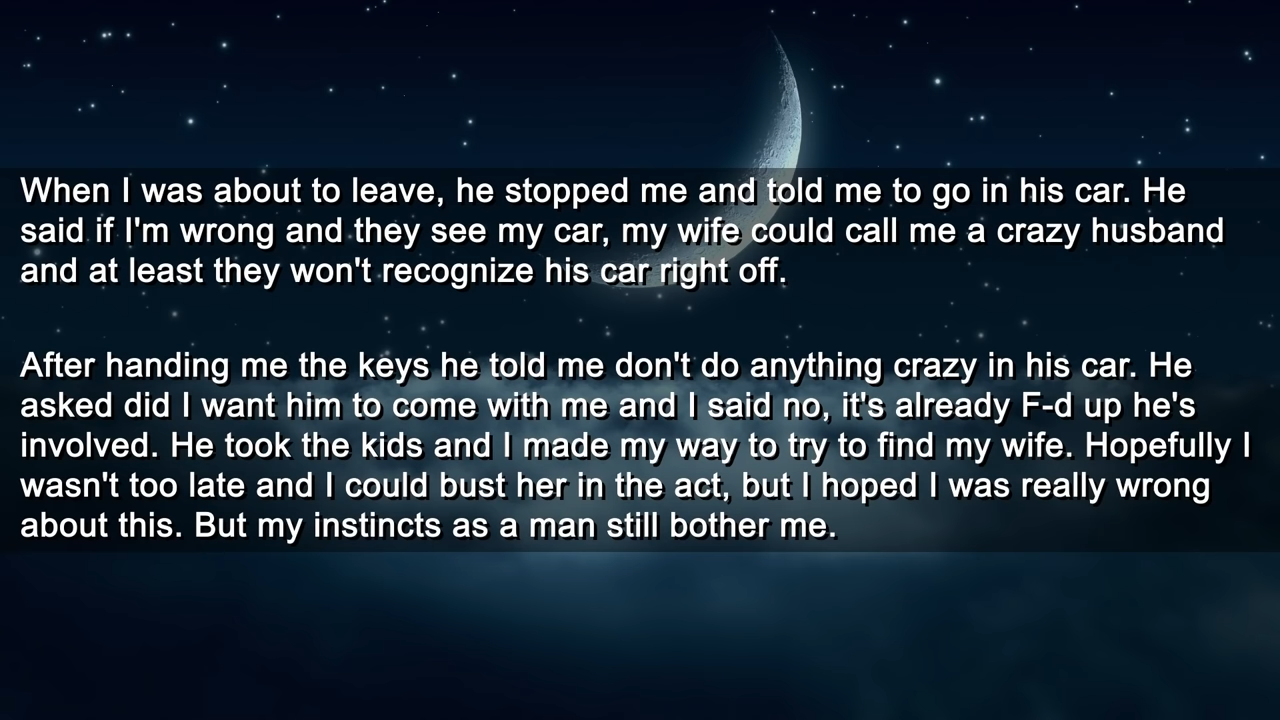 When I was about to leave, he stopped me and told me to go in his car. He
said if I'm wrong and they see my car, my wife could call me a crazy husband
and at least they won't recognize his car right off.
After handing me the keys he told me don't do anything crazy in his car. He
asked did I want him to come with me and I said no, it's already F-d up he's
involved. He took the kids and I made my way to try to find my wife. Hopefully I
wasn't too late and I could bust her in the act, but I hoped I was really wrong
about this. But my instincts as a man still bother me.